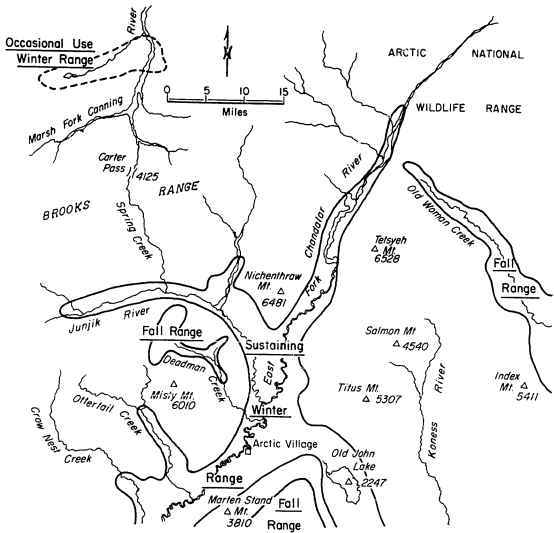 River
Occasional Use
Winter Range
N
ARCTIC NATIONAL
WILDLIFE RANGE
0 5 10 15
Miles
Marsh Fork Canning
Carter
Pass
4125
BROOKS RANGE
Spring Creek
Chandalar River
Old Woman Creek
Tetsyeh
Mt.
6528
Fall
Range
Nichenthraw
Mt.
6481
Fork
Junjik River
Fall Range
Sustaining
Salmon Mt
4540
Deadman Creek
East
Koness River
Index
Mt.
5411
Misty Mt.
6010
Titus Mt.
5307
Ottertail Creek
Winter
Crow Nest Creek
Arctic Village
Old John
Lake
2247
Range
Marten Stand
Mt.
3810
Fall
Range